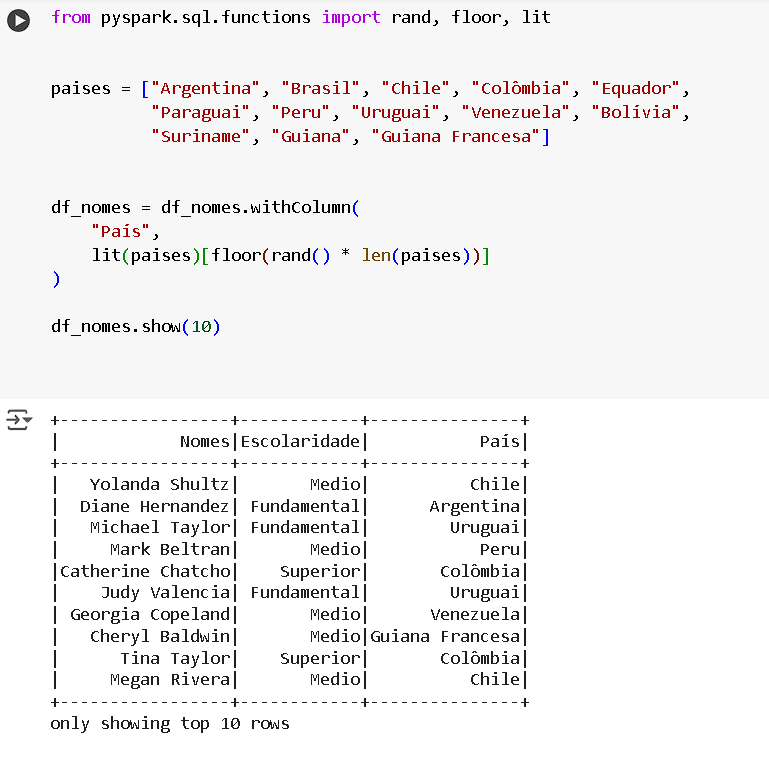 from pyspark.sql.functions import rand, floor, lit
paises = ["Argentina", "Brasil", "Chile", "Colômbia", "Equador",
          "Paraguai", "Peru", "Uruguai", "Venezuela", "Bolívia",
          "Suriname", "Guiana", "Guiana Francesa"]
df_nomes = df_nomes.withColumn(
    "País",
    lit(paises)[floor(rand() * len(paises))]
)
df_nomes.show(10)
+-----------------+------------+---------------+
|            Nomes|Escolaridade|           País|
+-----------------+------------+---------------+
|   Yolanda Shultz|       Medio|          Chile|
|  Diane Hernandez| Fundamental|      Argentina|
|   Michael Taylor| Fundamental|        Uruguai|
|     Mark Beltran|       Medio|           Peru|
|Catherine Chatcho|    Superior|       Colômbia|
|    Judy Valencia| Fundamental|        Uruguai|
| Georgia Copeland|       Medio|      Venezuela|
|   Cheryl Baldwin|       Medio|Guiana Francesa|
|      Tina Taylor|    Superior|       Colômbia|
|     Megan Rivera|       Medio|          Chile|
+-----------------+------------+---------------+
only showing top 10 rows